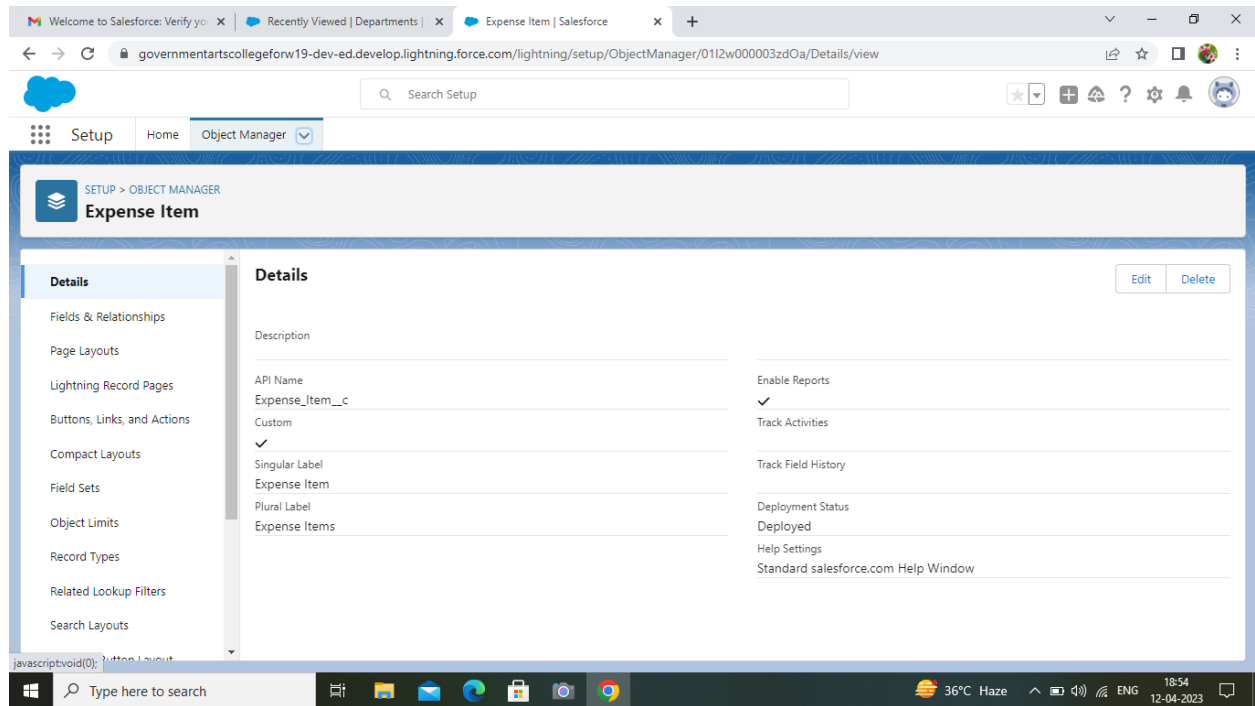 Welcome to Salesforce: Verify yo
Recently Viewed | Departments |
Expense Item | Salesforce
governmentartscollegeforw19-dev-ed.develop.lightning.force.com/lightning/setup/ObjectManager/01I2w000003zdOa/Details/view
Search Setup
Setup
Home
Object Manager
SETUP > OBJECT MANAGER
Expense Item
Details
Fields & Relationships
Page Layouts
Lightning Record Pages
Buttons, Links, and Actions
Compact Layouts
Field Sets
Object Limits
Record Types
Related Lookup Filters
Search Layouts
Button Layout
javascript:void(0);
Details
Edit
Delete
Description
API Name
Expense_Item__c
Custom
Singular Label
Expense Item
Plural Label
Expense Items
Enable Reports
Track Activities
Track Field History
Deployment Status
Deployed
Help Settings
Standard salesforce.com Help Window
Type here to search
36°C Haze
ENG
18:54
12-04-2023